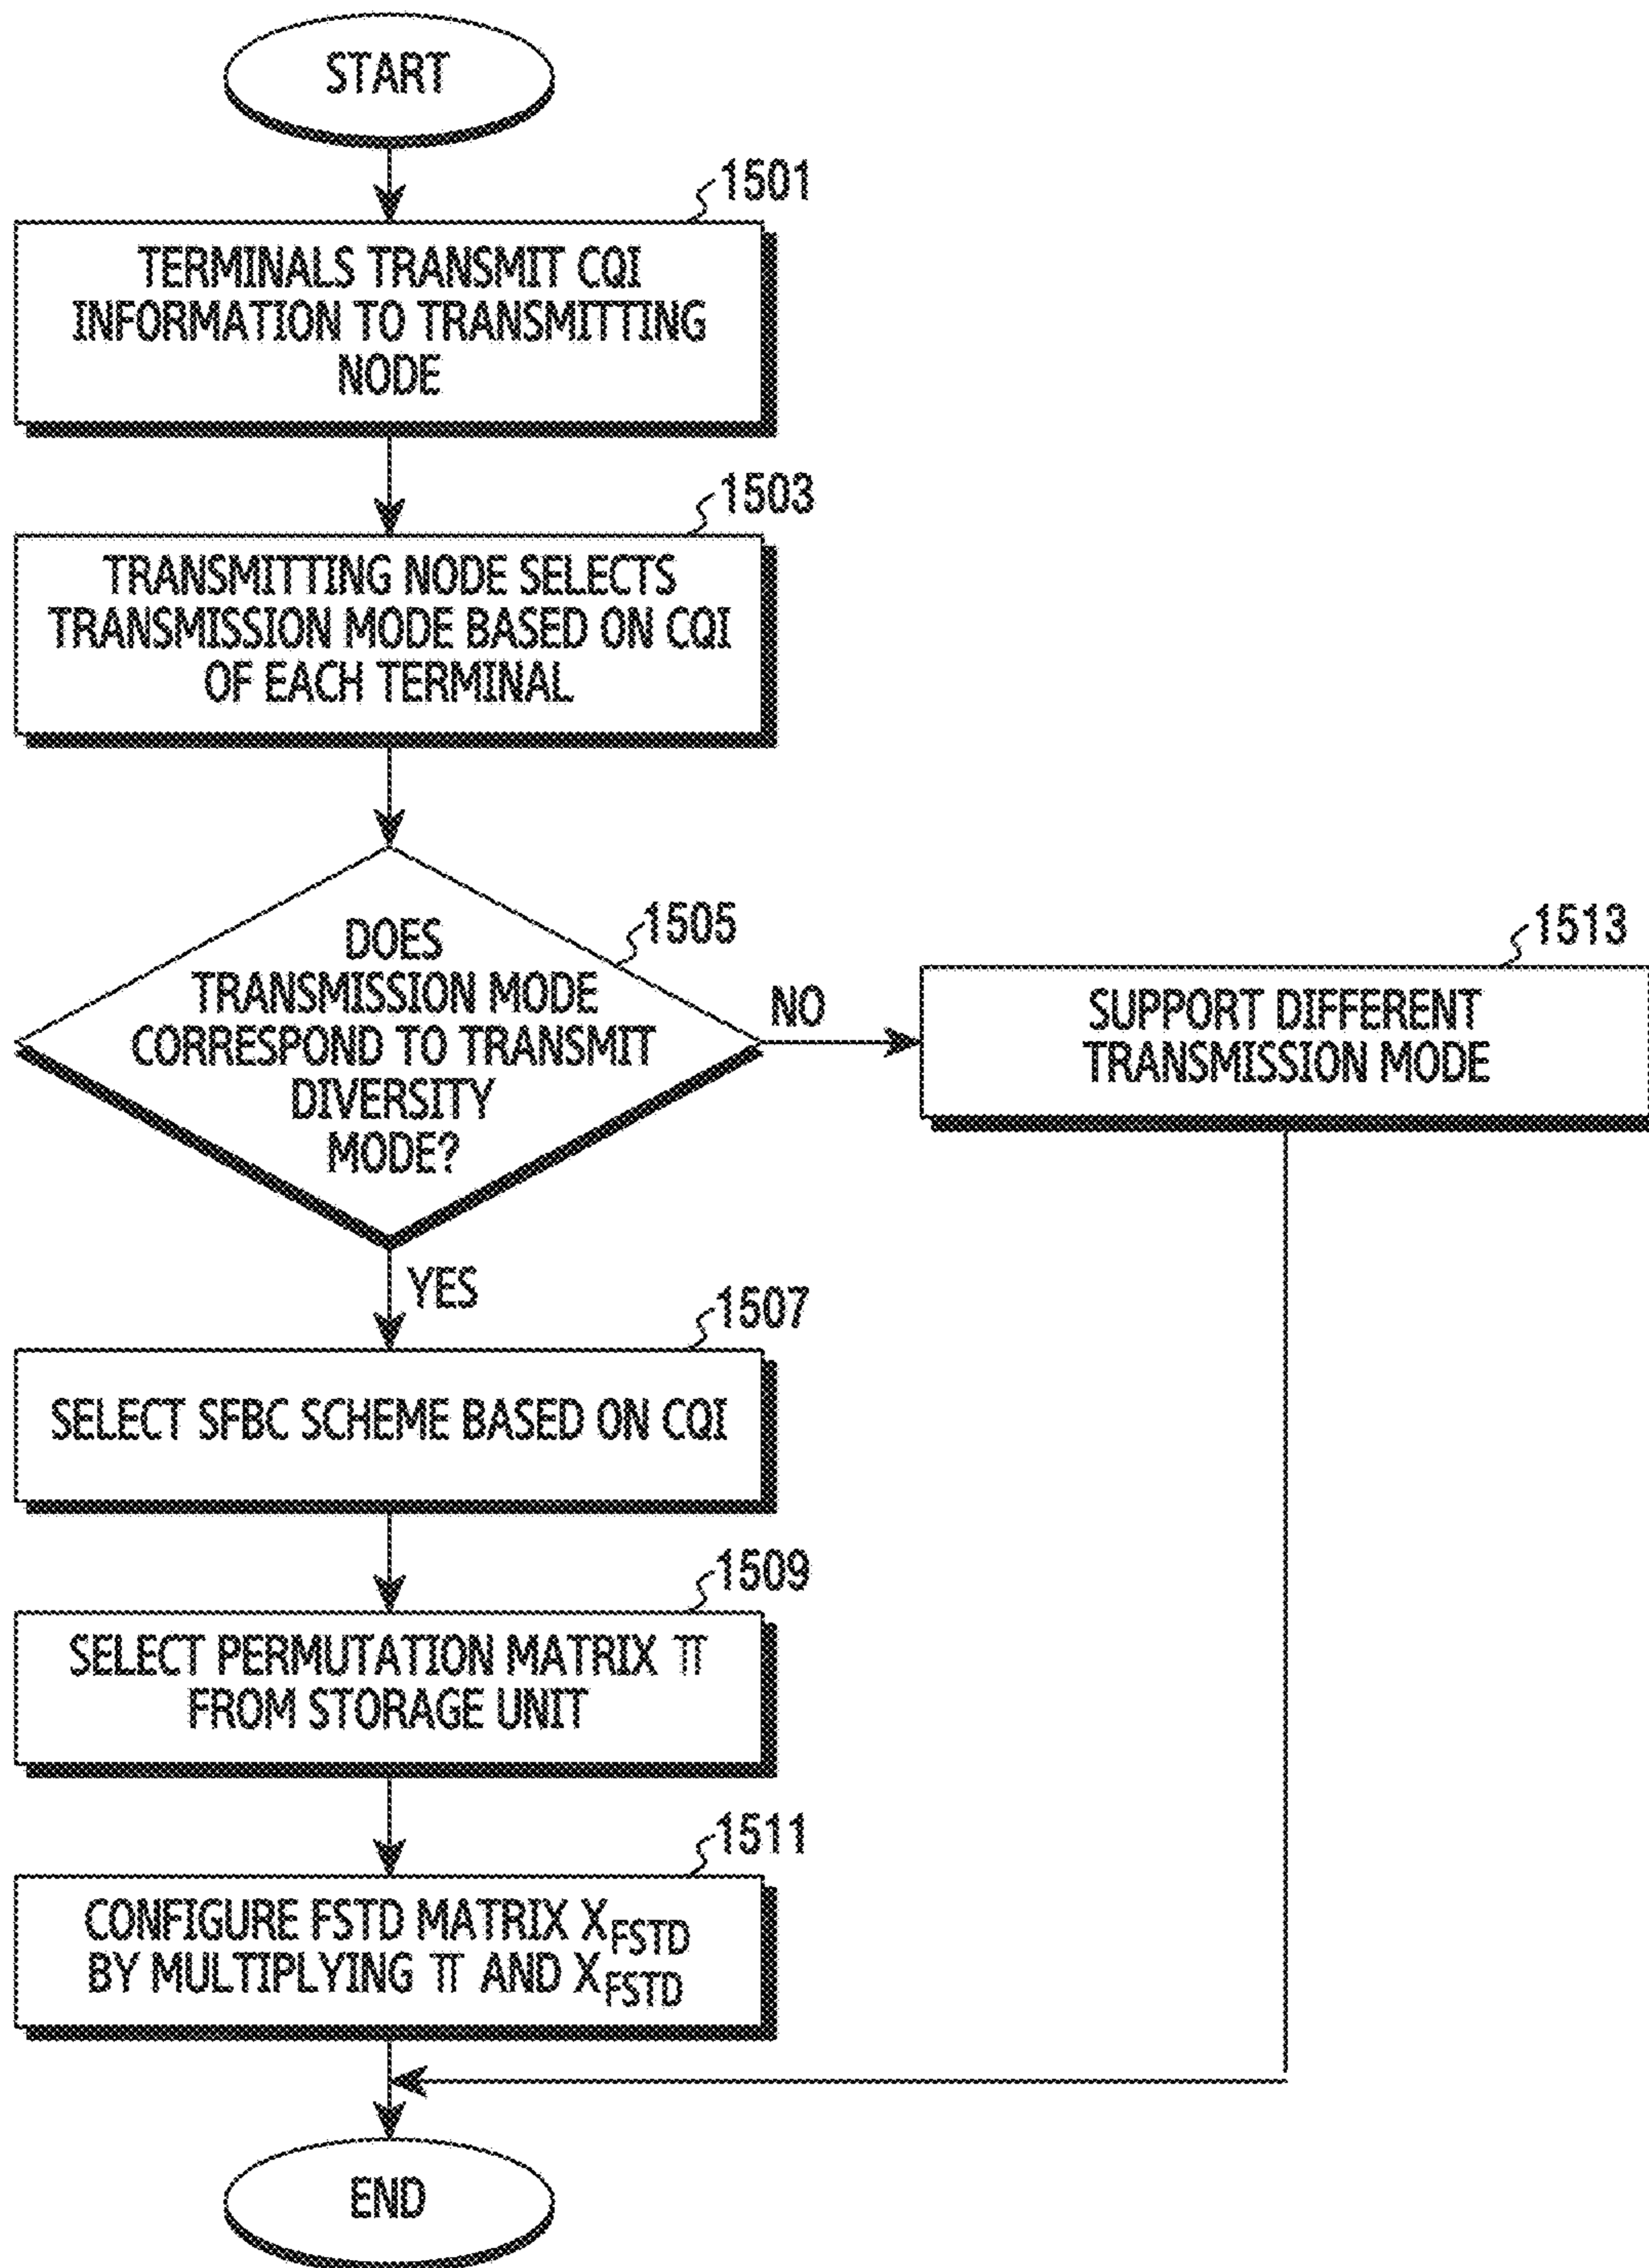 START
1501
TERMINALS TRANSMIT CQI
INFORMATION TO TRANSMITTING
NODE
1503
TRANSMITTING NODE SELECTS
TRANSMISSION MODE BASED ON CQI
OF EACH TERMINAL
1505
DOES
TRANSMISSION MODE
CORRESPOND TO TRANSMIT
DIVERSITY
MODE?
NO
1513
SUPPORT DIFFERENT
TRANSMISSION MODE
YES
1507
SELECT SFBC SCHEME BASED ON CQI
1509
SELECT PERMUTATION MATRIX π
FROM STORAGE UNIT
1511
CONFIGURE FSTD MATRIX X_FSTD
BY MULTIPLYING π AND X_FSTD
END